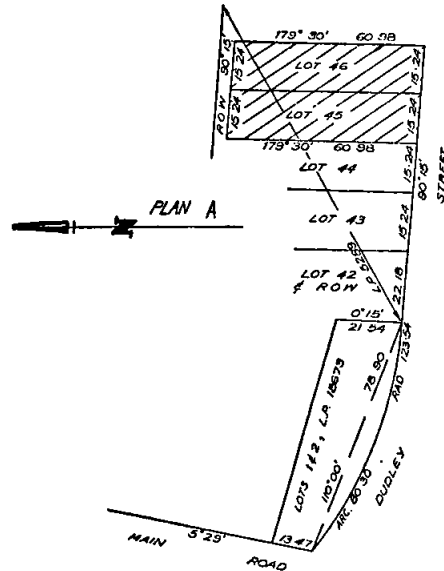 179° 30' 60·98
ROW 90° 15'
15·24
LOT 46
15·24
15·24
LOT 45
15·24
179° 30' 60·98
LOT 44
15·24
90° 15'
STREET
PLAN A
N
LOT 43
15·24
L.P. 5259
LOT 42
& ROW
22·18
0° 15'
21·54
LOTS 1&2, L.P. 18673
110° 00'
78·90
RAD 123·54
ARC. 80·30
DUDLEY
MAIN 5° 29' ROAD
13·47